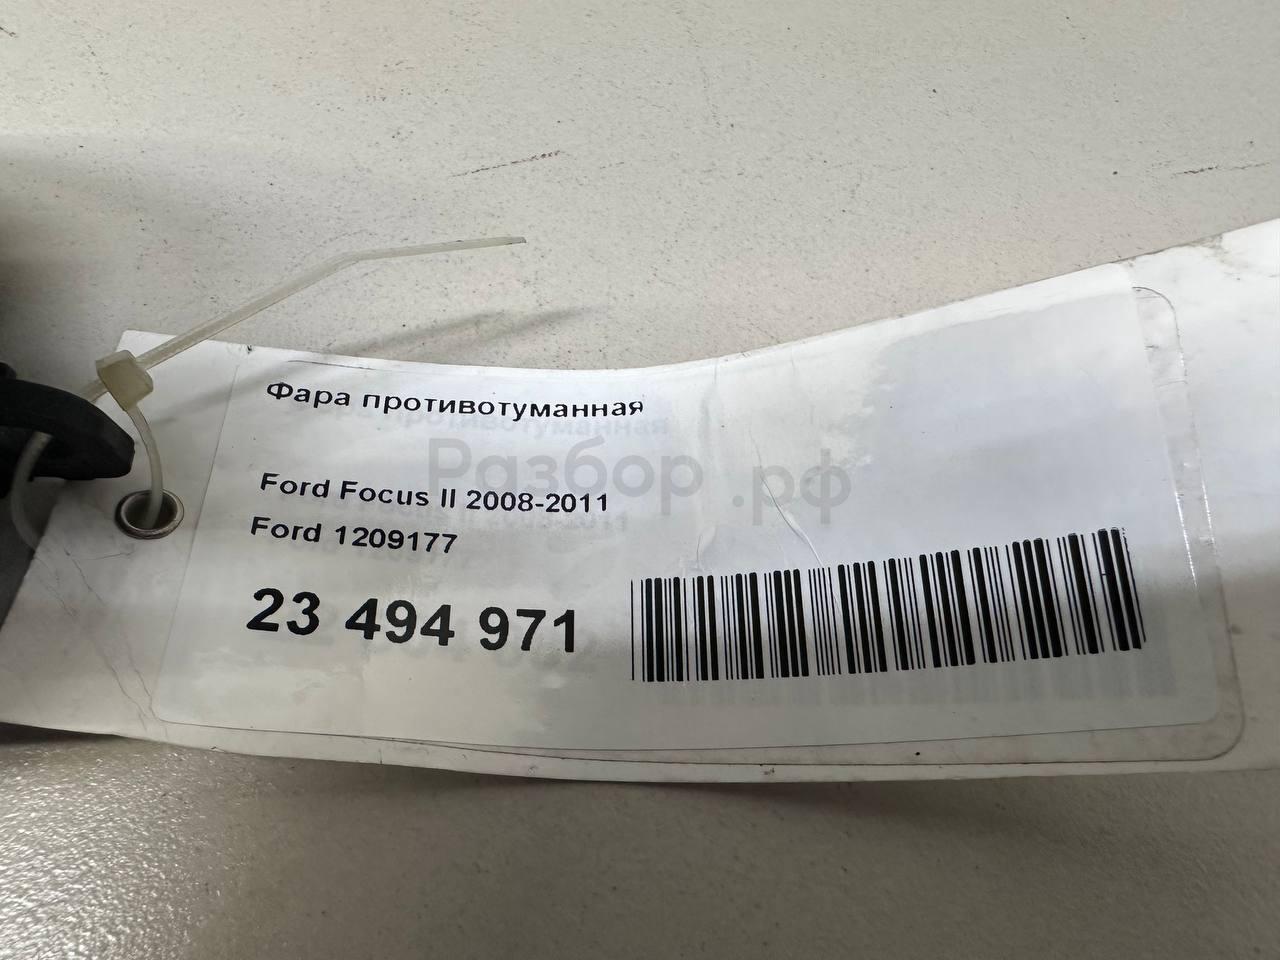 Фара противотуманная
Разбор.рф
Ford Focus II 2008-2011
Ford 1209177
23 494 971